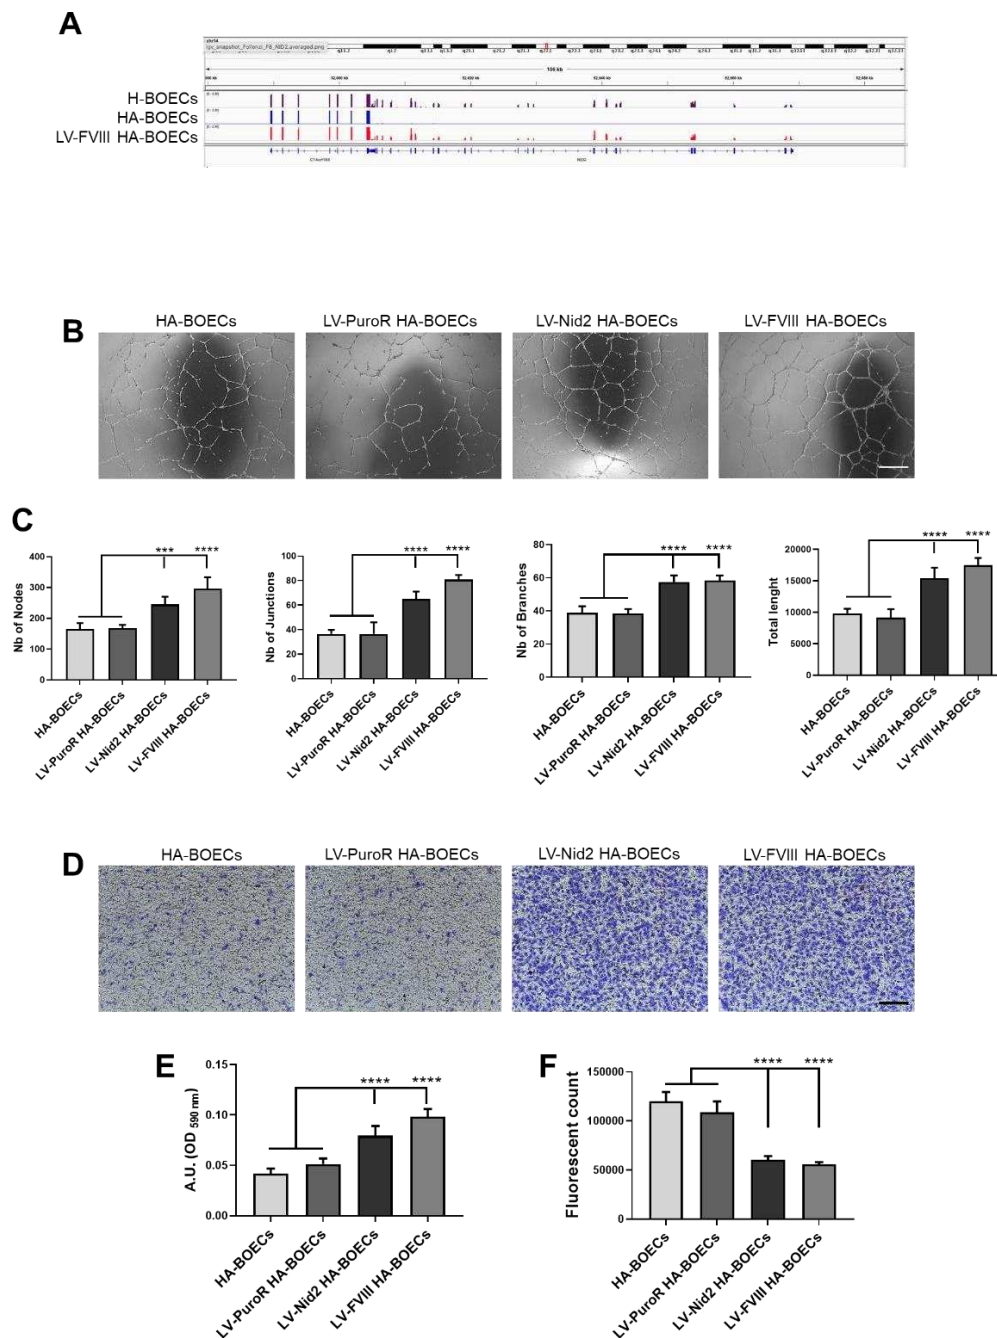 A
igv_snapshot_Follenzi_F8_NID2.averaged.png
H-BOECs
HA-BOECs
LV-FVIII HA-BOECs
NID2
B
HA-BOECs
LV-PuroR HA-BOECs
LV-Nid2 HA-BOECs
LV-FVIII HA-BOECs
C
Nb of Nodes
400
300
200
100
0
*** ****
HA-BOECs
LV-PuroR HA-BOECs
LV-Nid2 HA-BOECs
LV-FVIII HA-BOECs
Nb of Junctions
100
80
60
40
20
0
**** ****
HA-BOECs
LV-PuroR HA-BOECs
LV-Nid2 HA-BOECs
LV-FVIII HA-BOECs
Nb of Branches
80
60
40
20
0
**** ****
HA-BOECs
LV-PuroR HA-BOECs
LV-Nid2 HA-BOECs
LV-FVIII HA-BOECs
Total lenght
20000
15000
10000
5000
0
**** ****
HA-BOECs
LV-PuroR HA-BOECs
LV-Nid2 HA-BOECs
LV-FVIII HA-BOECs
D
HA-BOECs
LV-PuroR HA-BOECs
LV-Nid2 HA-BOECs
LV-FVIII HA-BOECs
E
A.U. (OD 590 nm)
0.15
0.10
0.05
0.00
**** ****
HA-BOECs
LV-PuroR HA-BOECs
LV-Nid2 HA-BOECs
LV-FVIII HA-BOECs
F
Fluorescent count
150000
100000
50000
0
**** ****
HA-BOECs
LV-PuroR HA-BOECs
LV-Nid2 HA-BOECs
LV-FVIII HA-BOECs